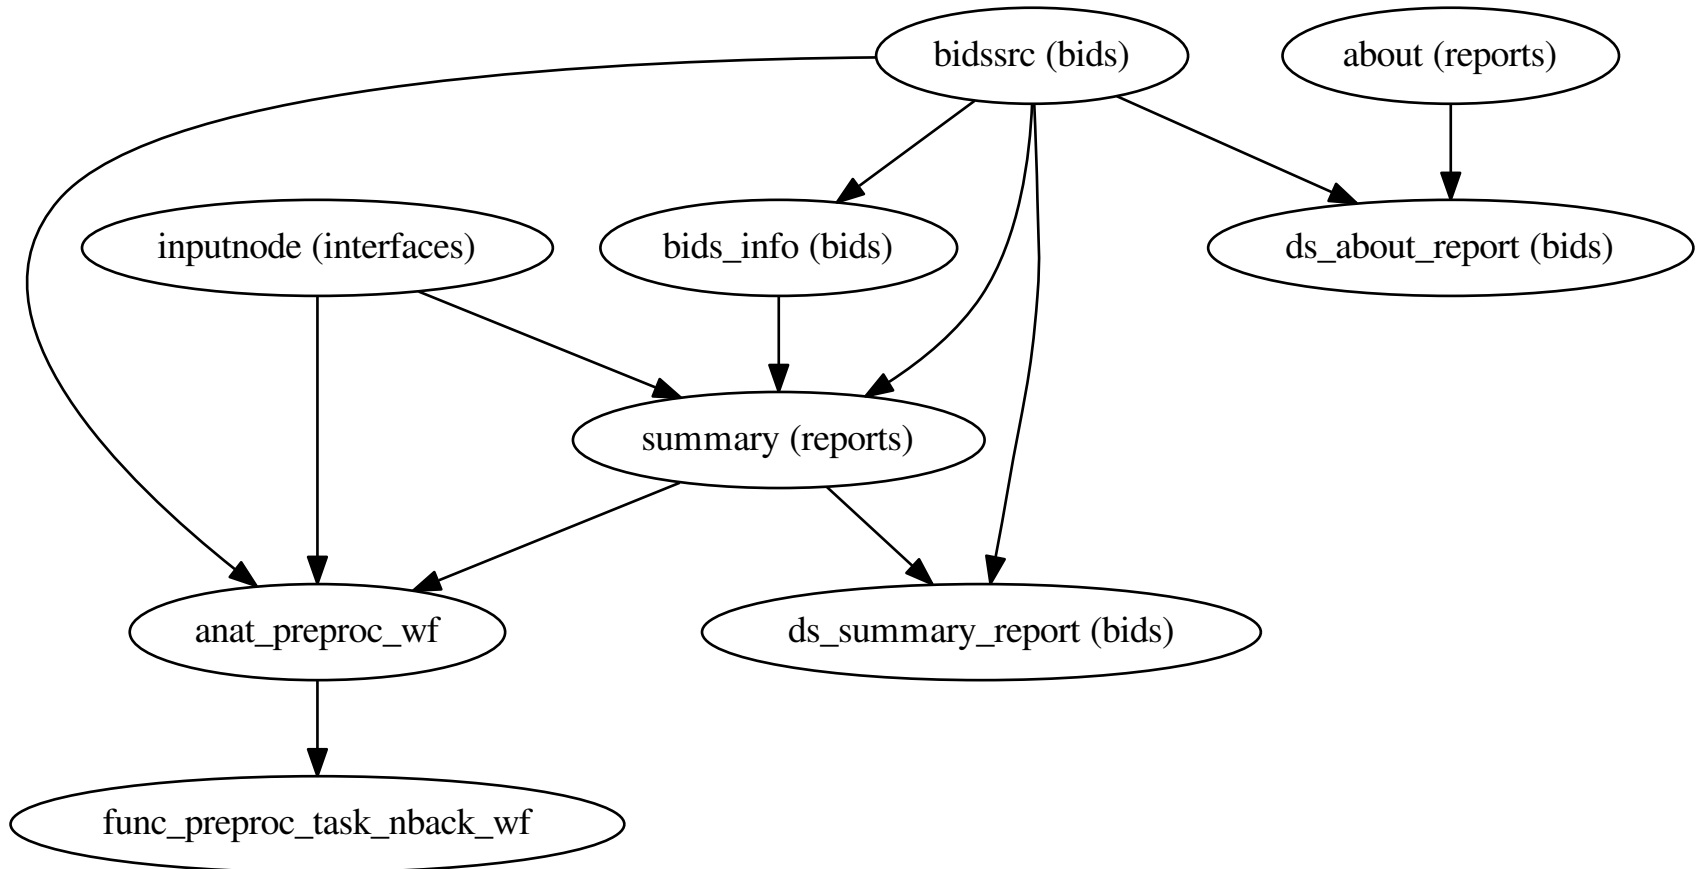 bidssrc (bids)
about (reports)
inputnode (interfaces)
bids_info (bids)
ds_about_report (bids)
summary (reports)
anat_preproc_wf
ds_summary_report (bids)
func_preproc_task_nback_wf